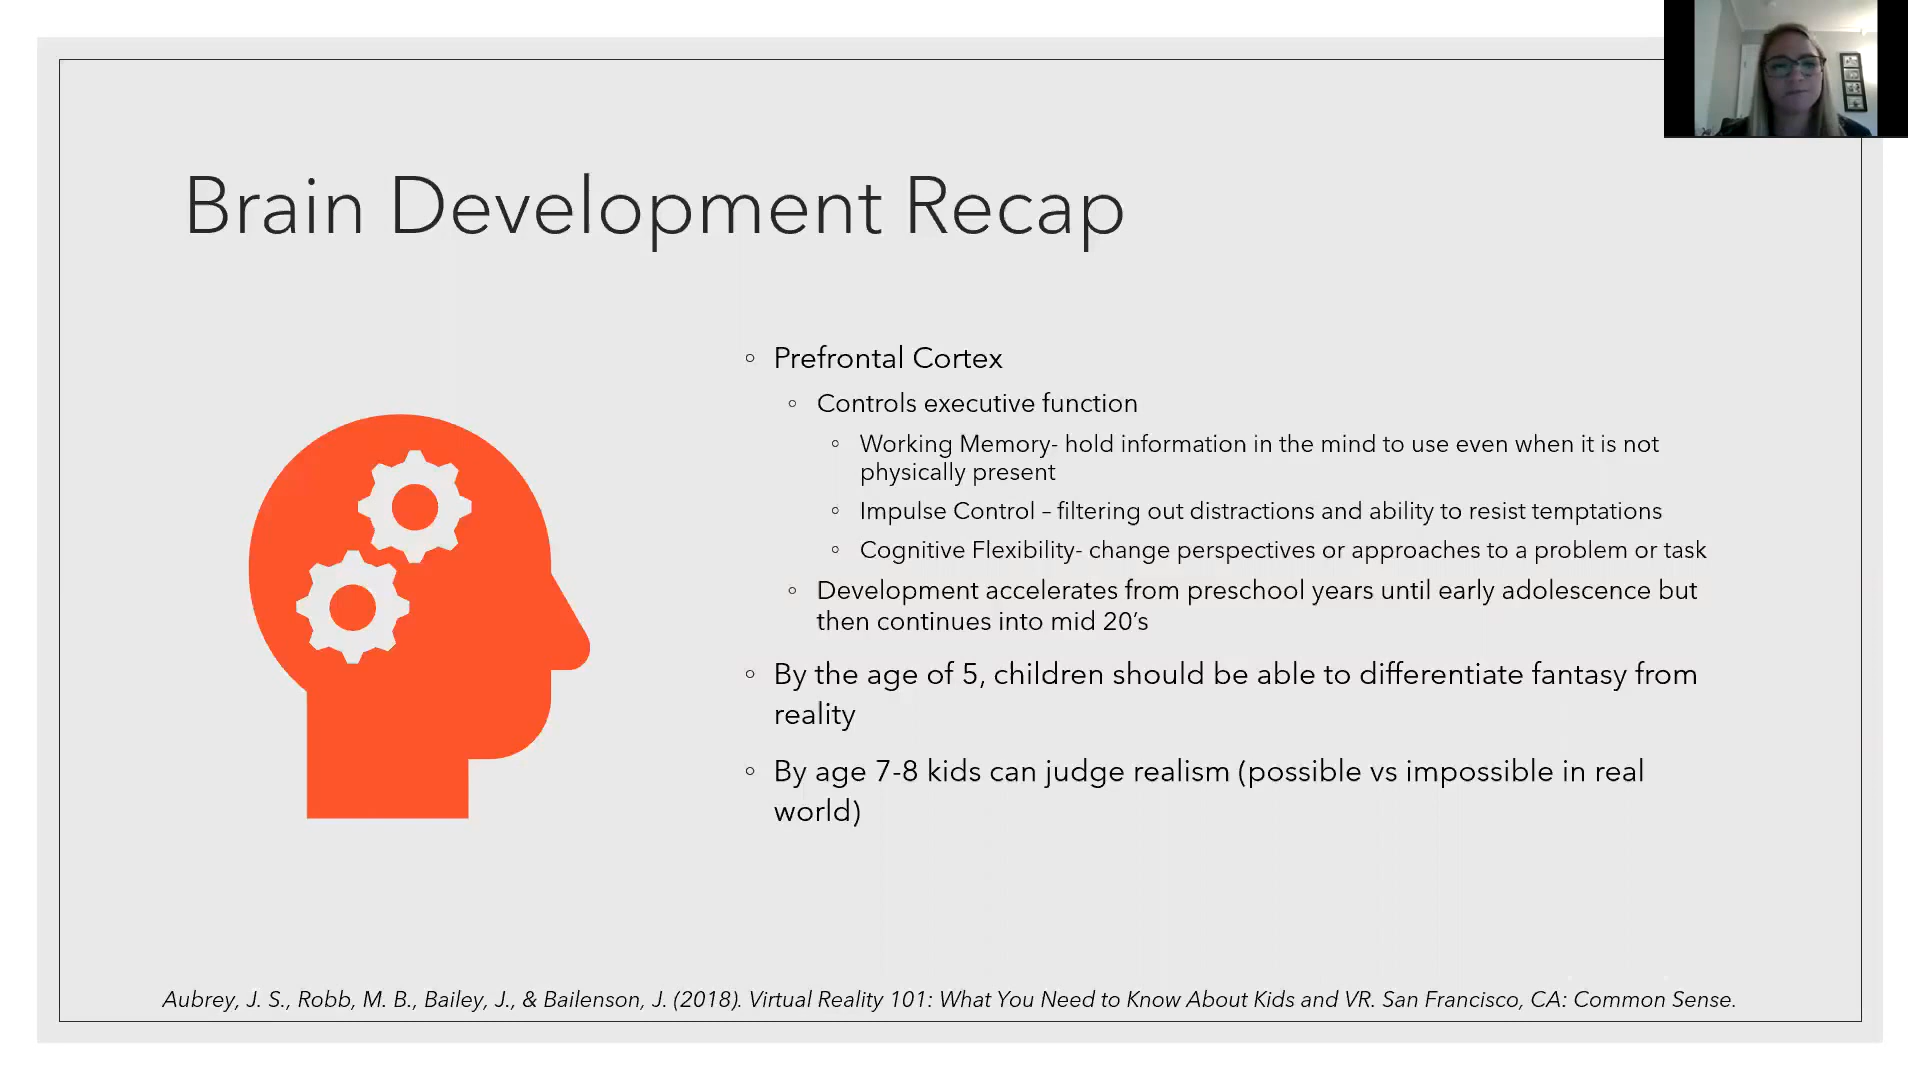 Brain Development Recap
◦ Prefrontal Cortex
◦ Controls executive function
◦ Working Memory- hold information in the mind to use even when it is not
physically present
◦ Impulse Control – filtering out distractions and ability to resist temptations
◦ Cognitive Flexibility- change perspectives or approaches to a problem or task
◦ Development accelerates from preschool years until early adolescence but
then continues into mid 20’s
◦ By the age of 5, children should be able to differentiate fantasy from
reality
◦ By age 7-8 kids can judge realism (possible vs impossible in real
world)
Aubrey, J. S., Robb, M. B., Bailey, J., & Bailenson, J. (2018). Virtual Reality 101: What You Need to Know About Kids and VR. San Francisco, CA: Common Sense.